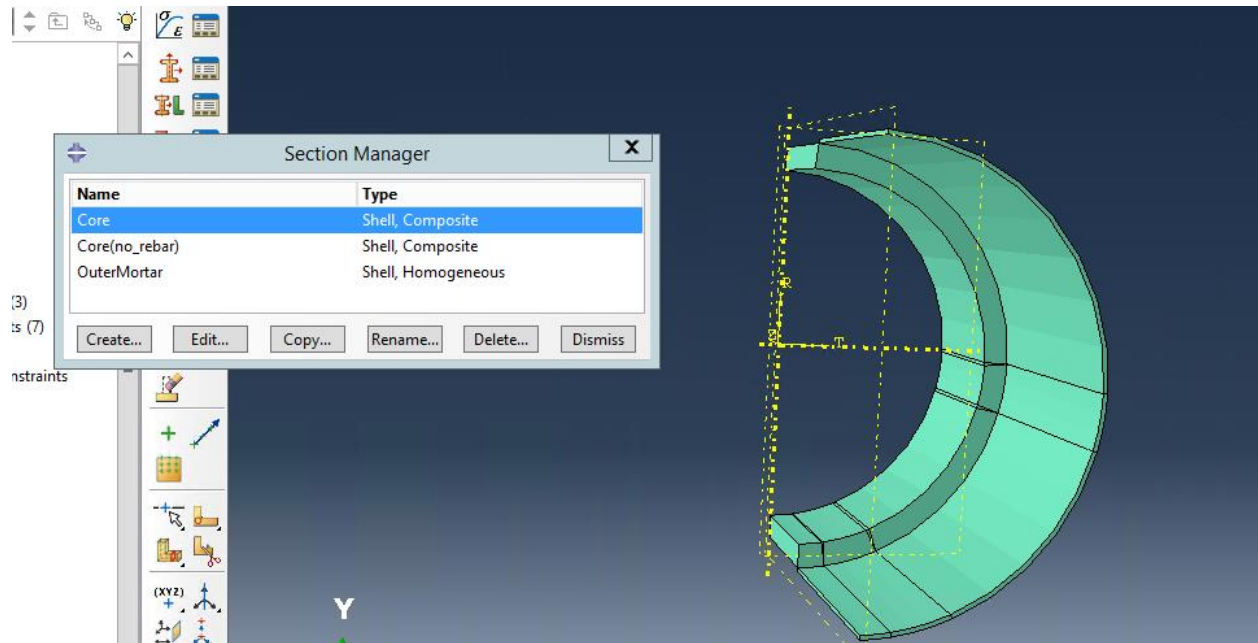 σ
ε
Section Manager
X
Name Type
Core Shell, Composite
Core(no_rebar) Shell, Composite
OuterMortar Shell, Homogeneous
(3)
ts (7)
Create... Edit... Copy... Rename... Delete... Dismiss
nstraints
R
T
(XYZ)
Y